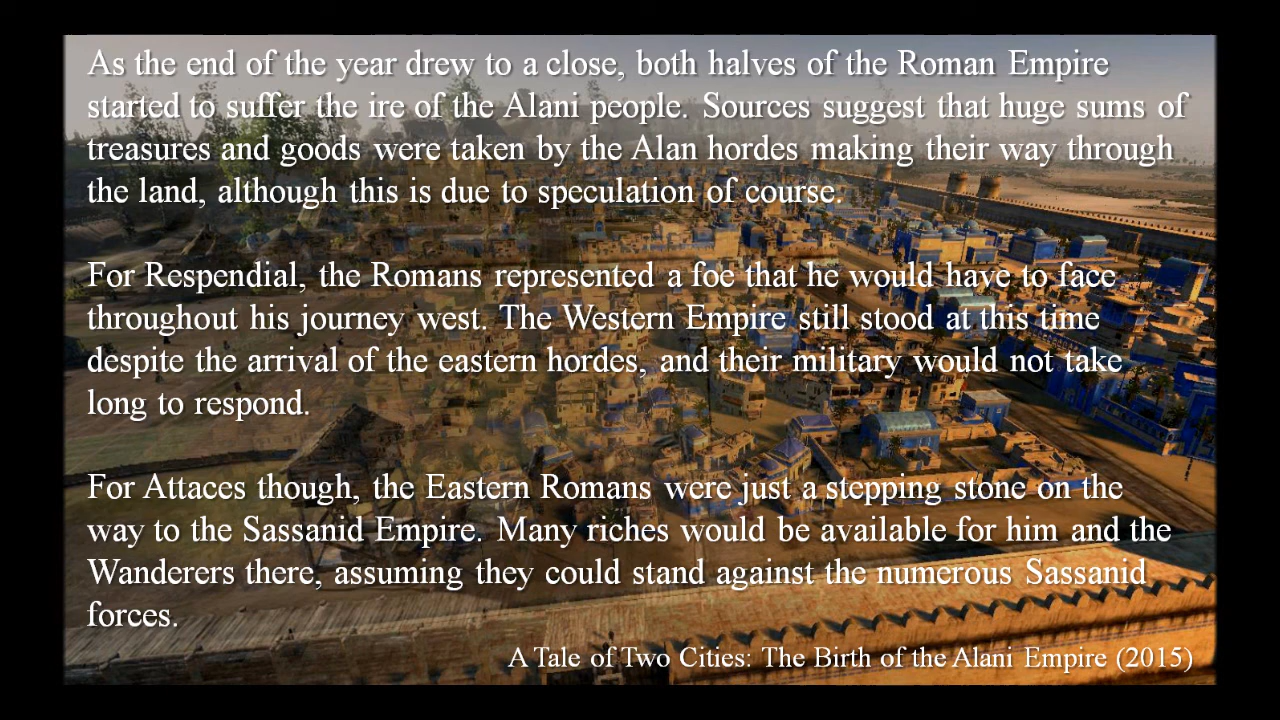 As the end of the year drew to a close, both halves of the Roman Empire
started to suffer the ire of the Alani people. Sources suggest that huge sums of
treasures and goods were taken by the Alan hordes making their way through
the land, although this is due to speculation of course.
For Respendial, the Romans represented a foe that he would have to face
throughout his journey west. The Western Empire still stood at this time
despite the arrival of the eastern hordes, and their military would not take
long to respond.
For Attaces though, the Eastern Romans were just a stepping stone on the
way to the Sassanid Empire. Many riches would be available for him and the
Wanderers there, assuming they could stand against the numerous Sassanid
forces.
A Tale of Two Cities: The Birth of the Alani Empire (2015)